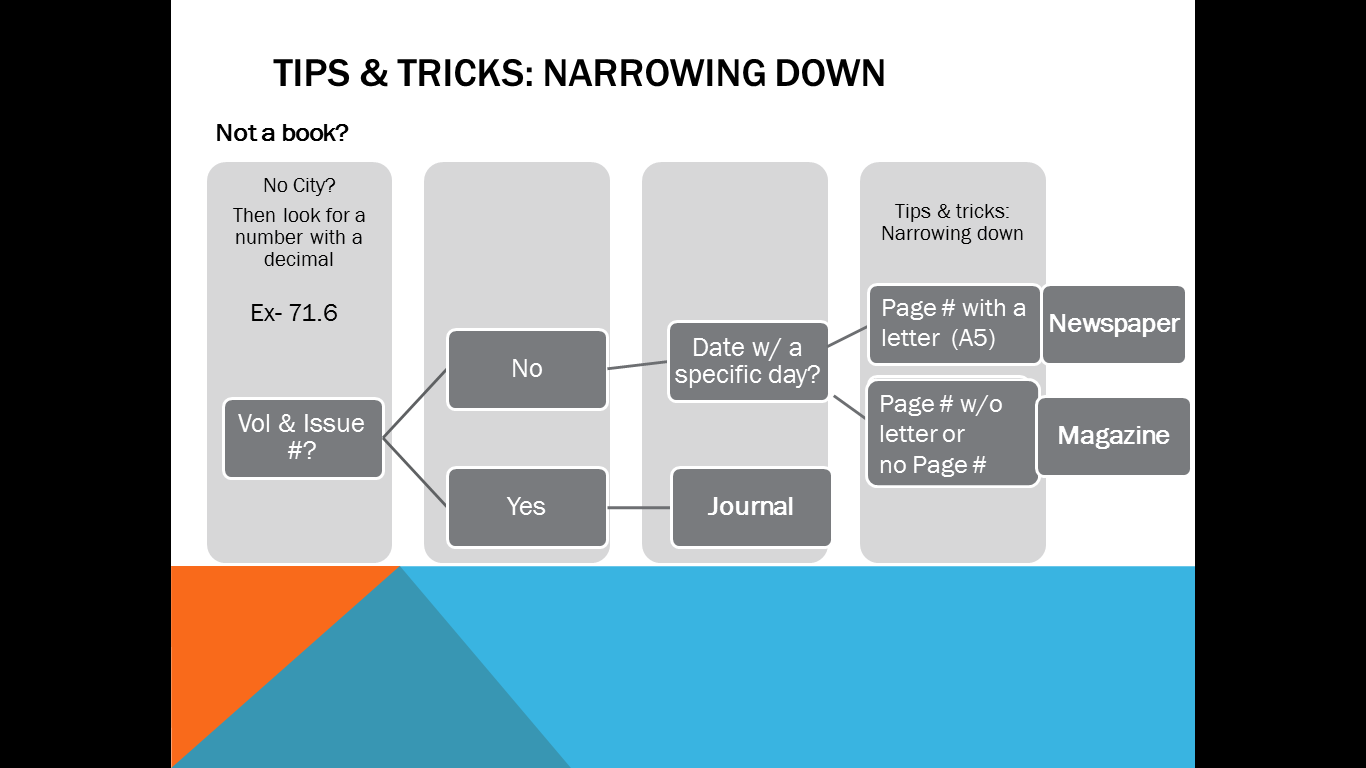 TIPS & TRICKS: NARROWING DOWN
Not a book?
No City?
Then look for a
number with a
decimal
Ex- 71.6
Vol & Issue
#?
No
Yes
Date w/ a
specific day?
Journal
Tips & tricks:
Narrowing down
Page # with a
letter (A5)
Newspaper
Page # w/o
letter or
no Page #
Magazine